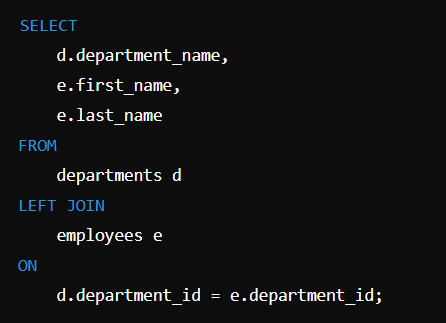 SELECT
d.department_name,
e.first_name,
e.last_name
FROM
departments d
LEFT JOIN
employees e
ON
d.department_id = e.department_id;